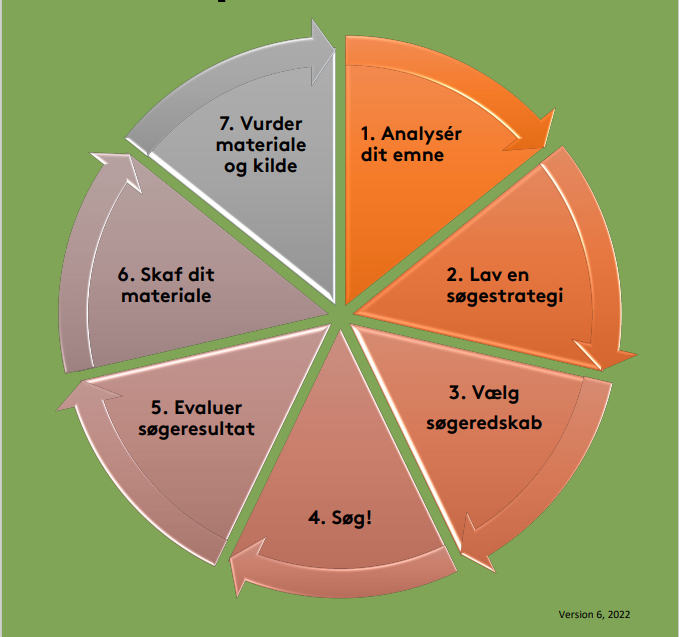 1. Analysér
dit emne
2. Lav en
søgestrategi
3. Vælg
søgeredskab
4. Søg!
5. Evaluer
søgeresultat
6. Skaf dit
materiale
7. Vurder
materiale
og kilde
Version 6, 2022